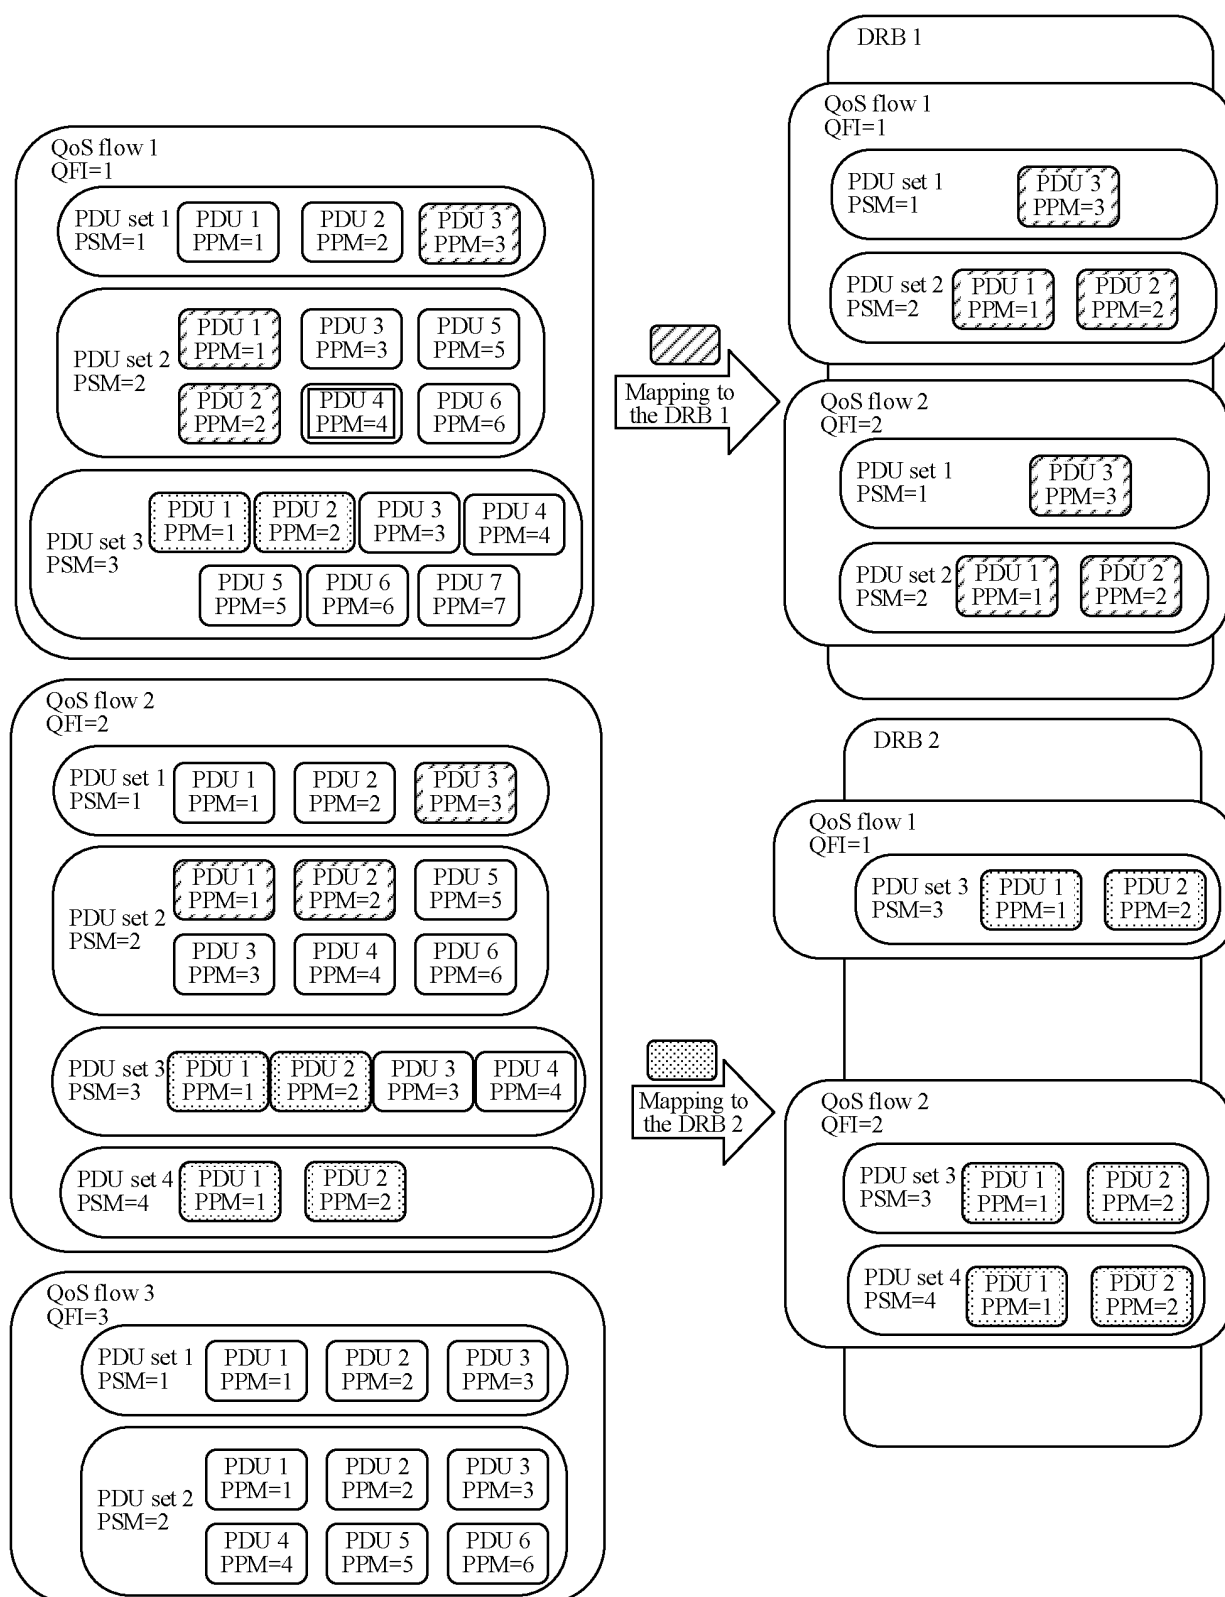 QoS flow 1
QFI=1
PDU set 1
PSM=1
PDU 1
PPM=1
PDU 2
PPM=2
PDU 3
PPM=3
PDU set 2
PSM=2
PDU 1
PPM=1
PDU 3
PPM=3
PDU 5
PPM=5
PDU 2
PPM=2
PDU 4
PPM=4
PDU 6
PPM=6
PDU set 3
PSM=3
PDU 1
PPM=1
PDU 2
PPM=2
PDU 3
PPM=3
PDU 4
PPM=4
PDU 5
PPM=5
PDU 6
PPM=6
PDU 7
PPM=7
QoS flow 2
QFI=2
PDU set 1
PSM=1
PDU 1
PPM=1
PDU 2
PPM=2
PDU 3
PPM=3
PDU set 2
PSM=2
PDU 1
PPM=1
PDU 2
PPM=2
PDU 5
PPM=5
PDU 3
PPM=3
PDU 4
PPM=4
PDU 6
PPM=6
PDU set 3
PSM=3
PDU 1
PPM=1
PDU 2
PPM=2
PDU 3
PPM=3
PDU 4
PPM=4
PDU set 4
PSM=4
PDU 1
PPM=1
PDU 2
PPM=2
QoS flow 3
QFI=3
PDU set 1
PSM=1
PDU 1
PPM=1
PDU 2
PPM=2
PDU 3
PPM=3
PDU set 2
PSM=2
PDU 1
PPM=1
PDU 2
PPM=2
PDU 3
PPM=3
PDU 4
PPM=4
PDU 5
PPM=5
PDU 6
PPM=6
Mapping to
the DRB 1
Mapping to
the DRB 2
DRB 1
QoS flow 1
QFI=1
PDU set 1
PSM=1
PDU 3
PPM=3
PDU set 2
PSM=2
PDU 1
PPM=1
PDU 2
PPM=2
QoS flow 2
QFI=2
PDU set 1
PSM=1
PDU 3
PPM=3
PDU set 2
PSM=2
PDU 1
PPM=1
PDU 2
PPM=2
DRB 2
QoS flow 1
QFI=1
PDU set 3
PSM=3
PDU 1
PPM=1
PDU 2
PPM=2
QoS flow 2
QFI=2
PDU set 3
PSM=3
PDU 1
PPM=1
PDU 2
PPM=2
PDU set 4
PSM=4
PDU 1
PPM=1
PDU 2
PPM=2